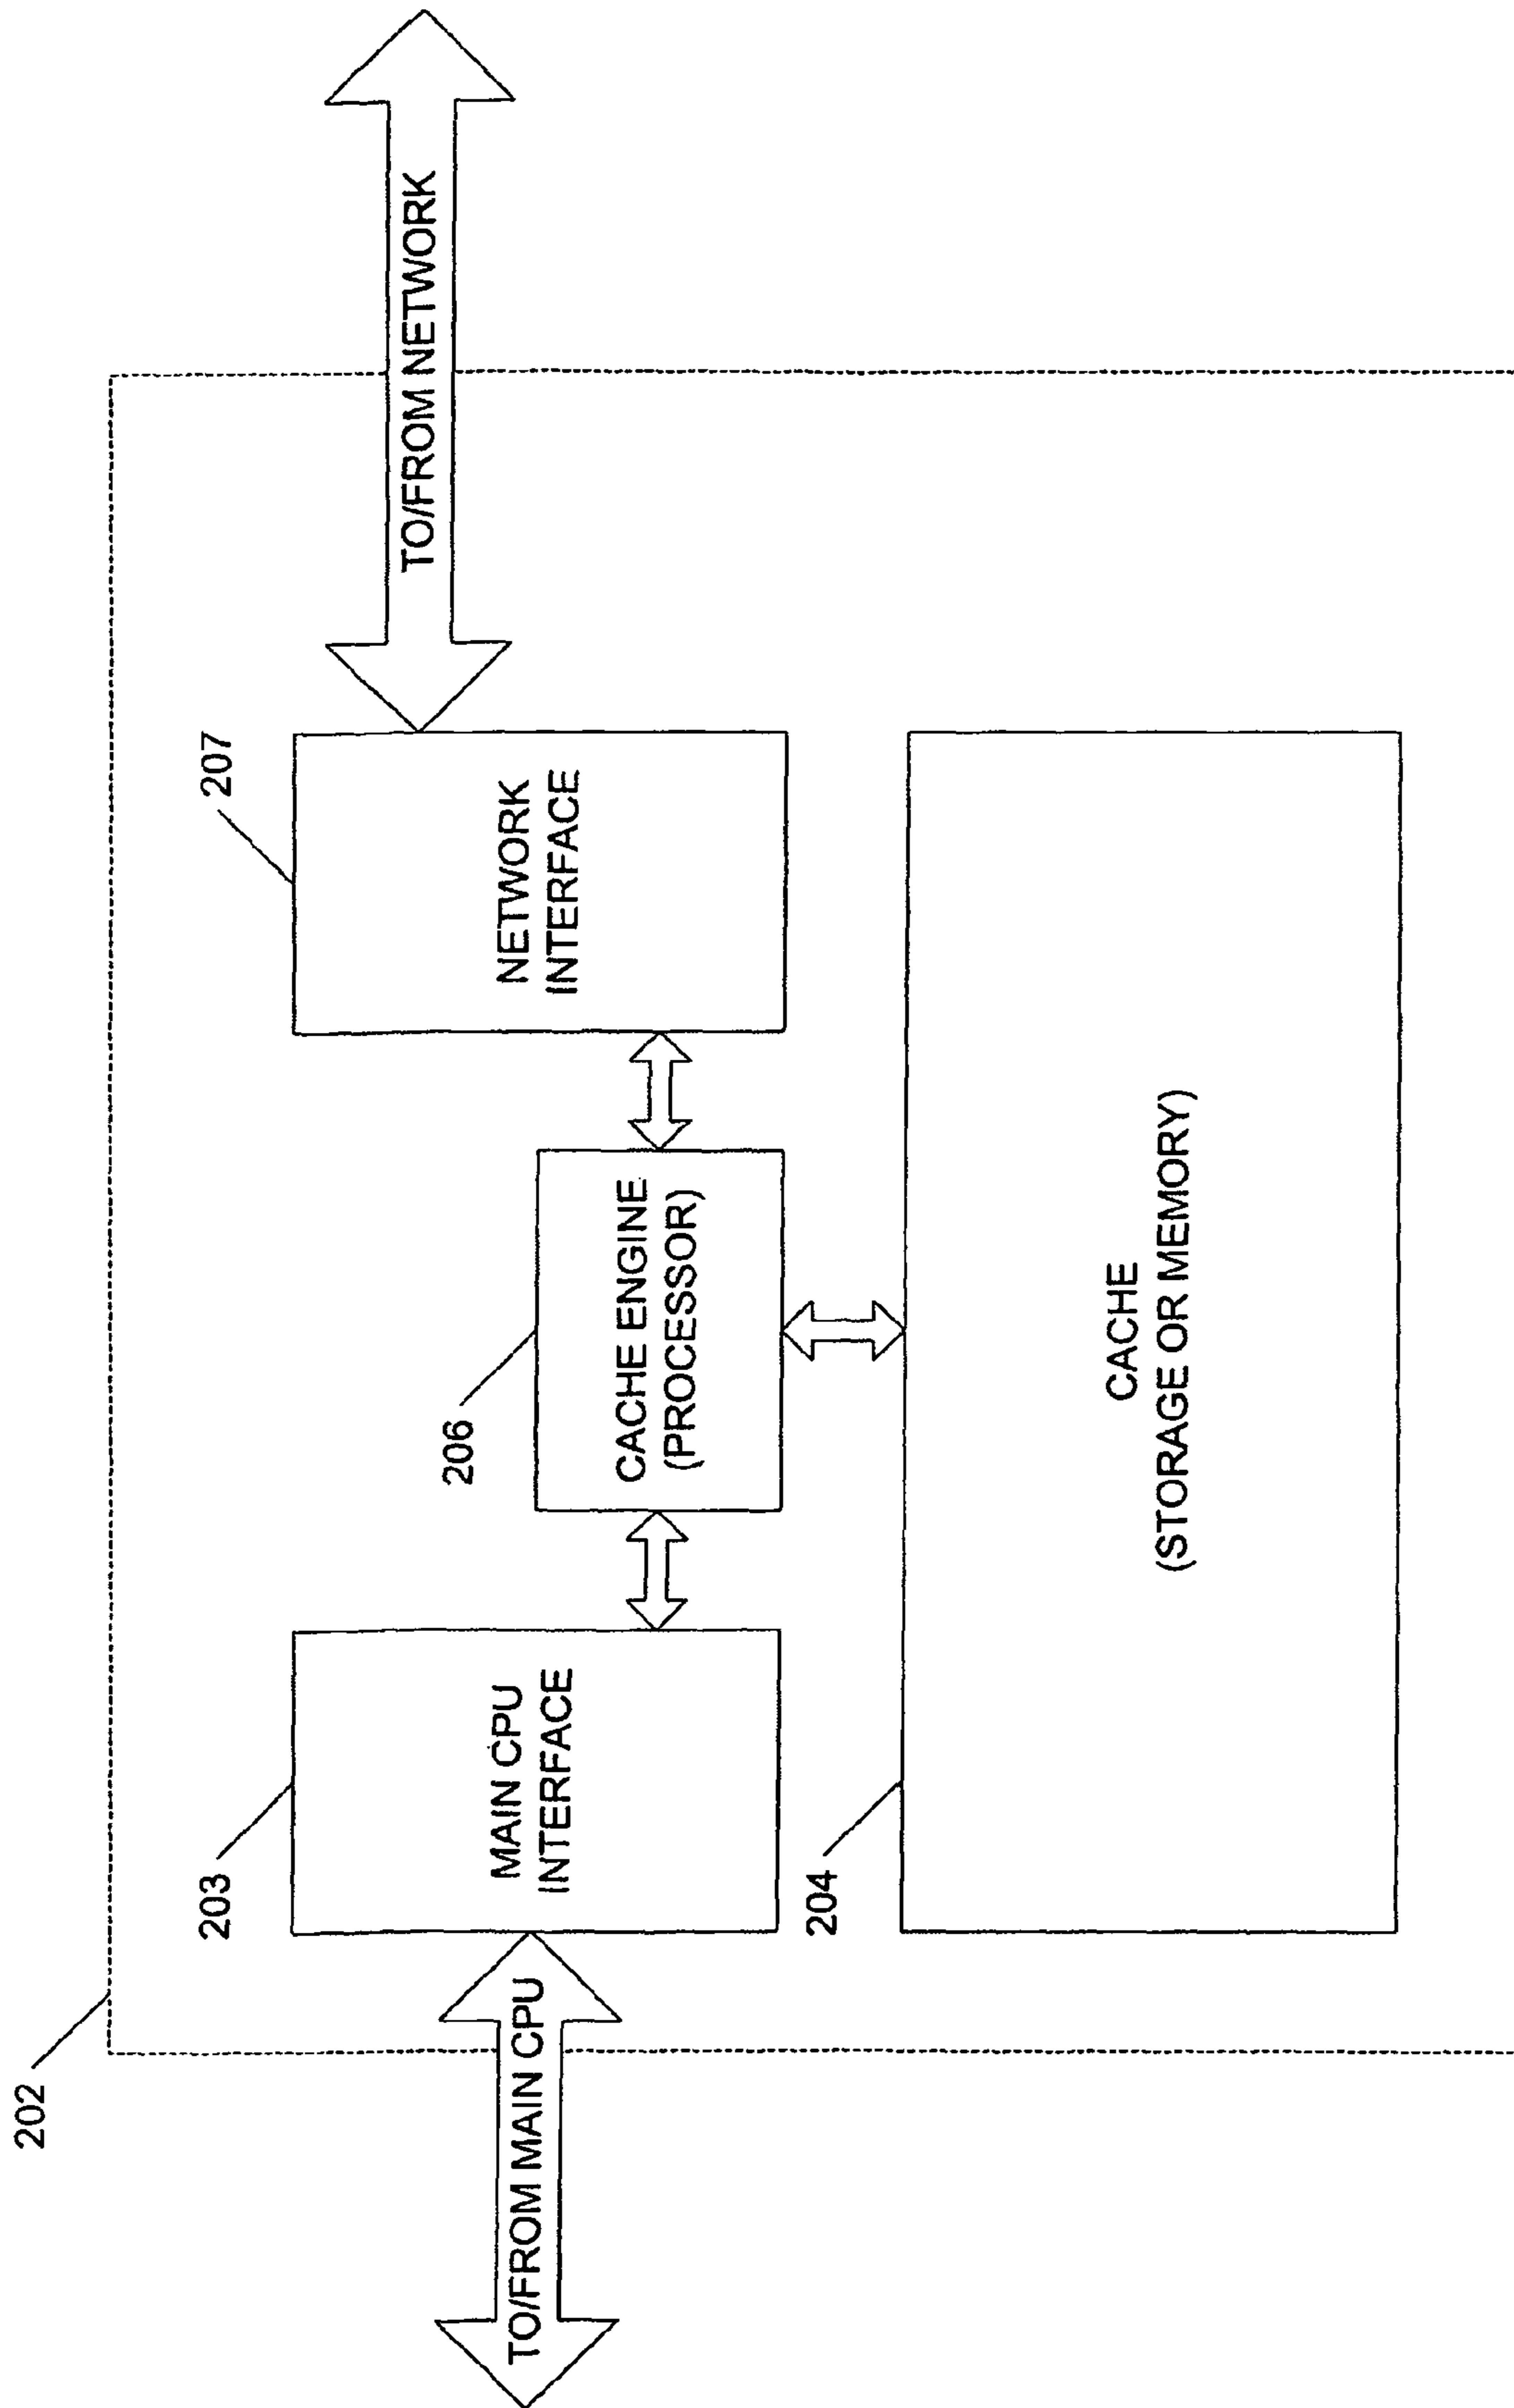 202
TO/FROM MAIN CPU
203
MAIN CPU
INTERFACE
206
CACHE ENGINE
(PROCESSOR)
207
NETWORK
INTERFACE
TO/FROM NETWORK
204
CACHE
(STORAGE OR MEMORY)